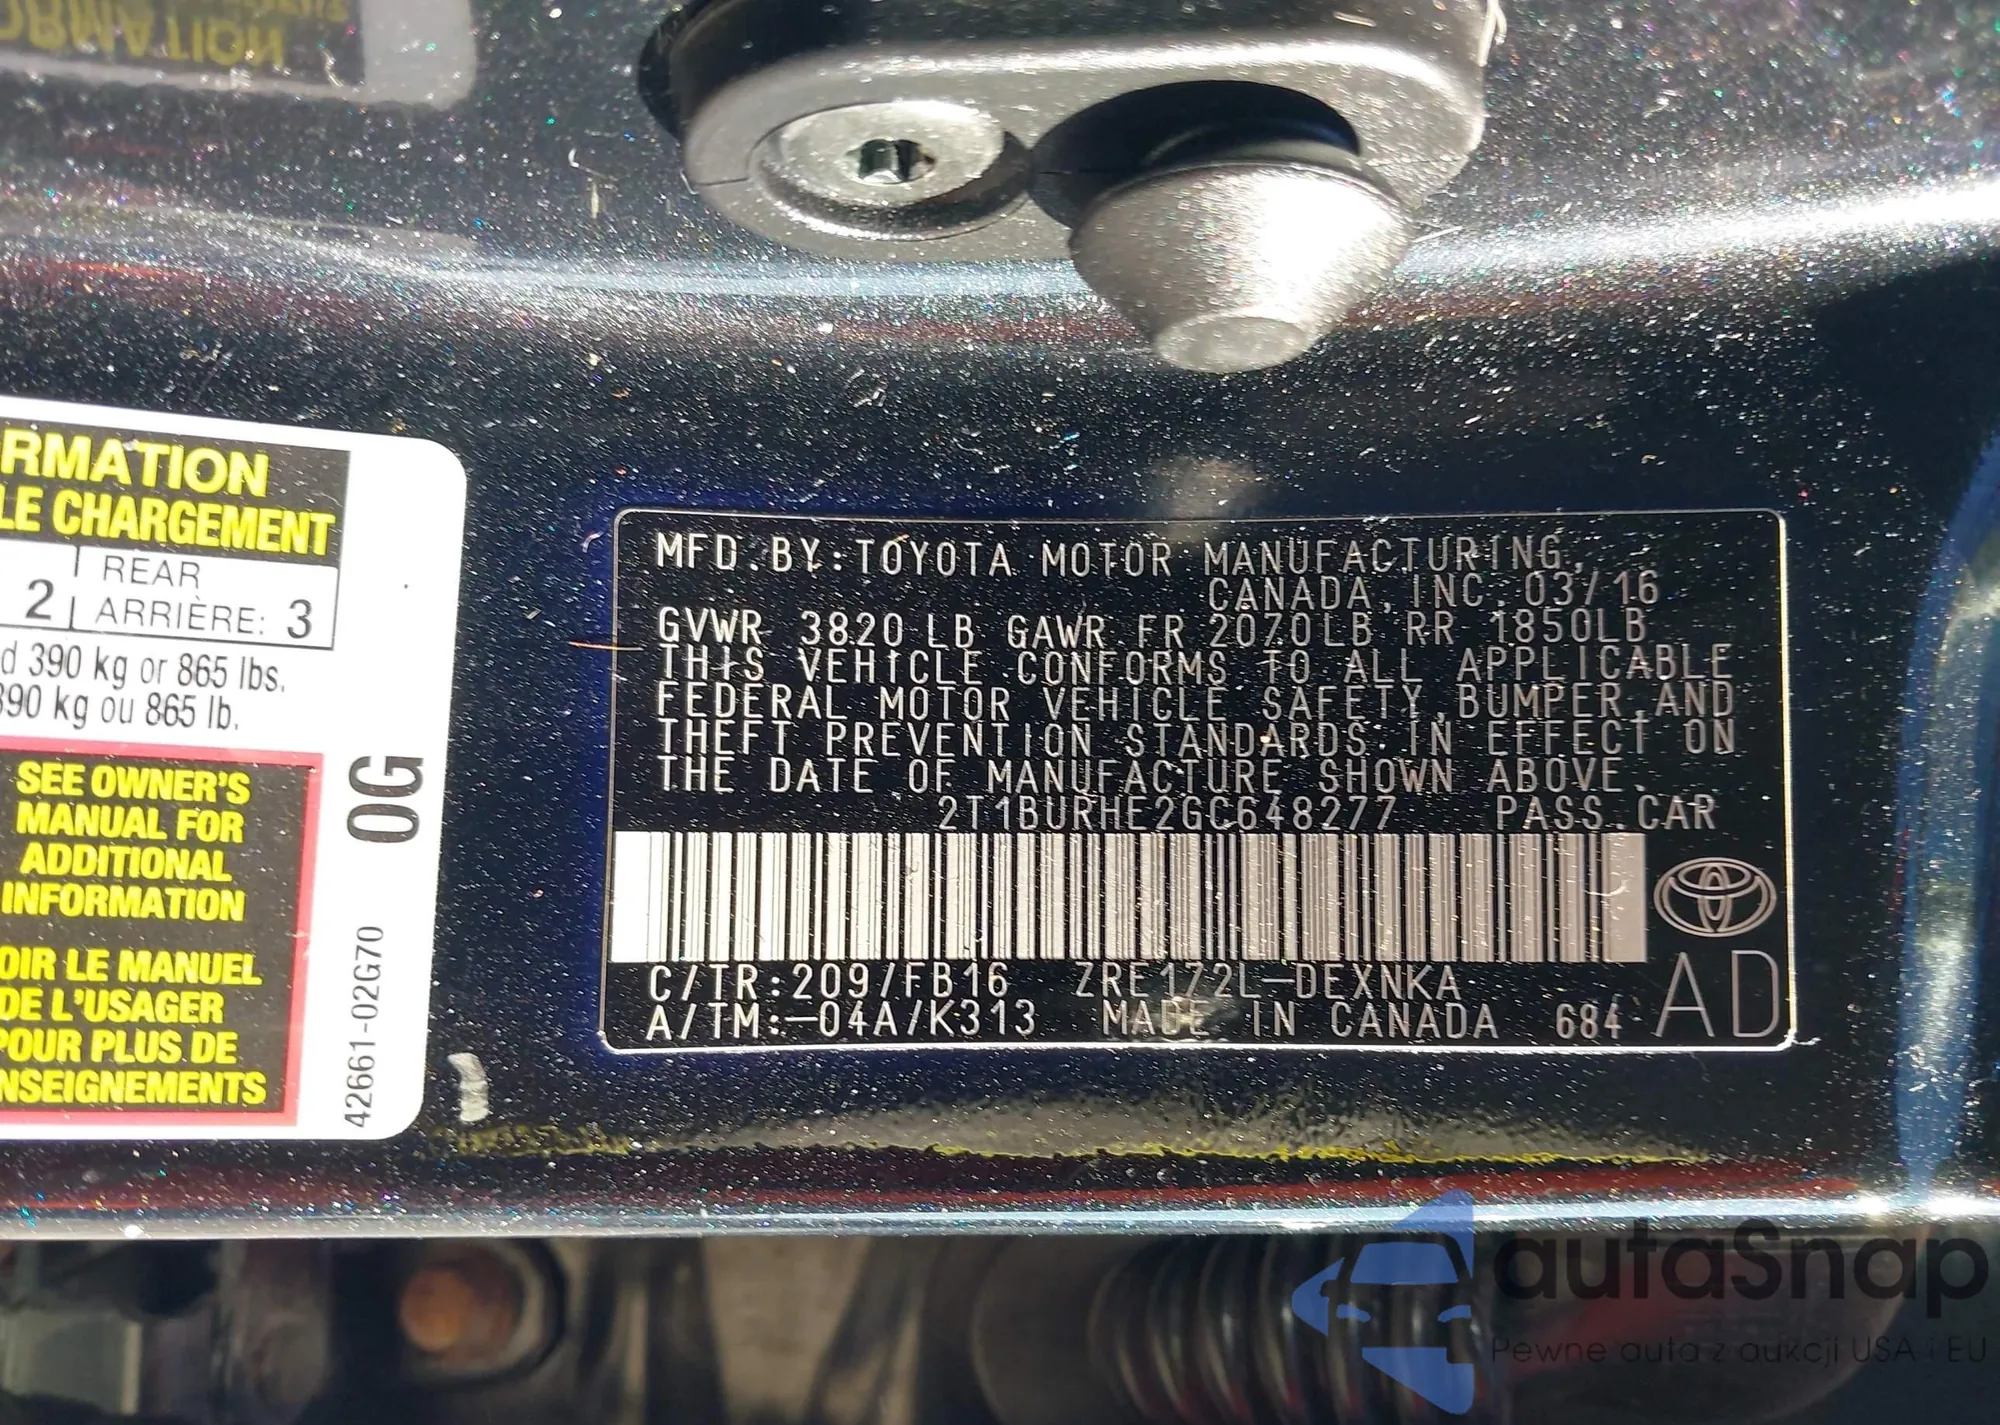 RMATION
LE CHARGEMENT
2 REAR
ARRIÈRE: 3
d 390 kg or 865 lbs.
390 kg ou 865 lb.
SEE OWNER'S
MANUAL FOR
ADDITIONAL
INFORMATION
OIR LE MANUEL
DE L'USAGER
POUR PLUS DE
NSEIGNEMENTS
0G
42661-02G70
MFD.BY:TOYOTA MOTOR MANUFACTURING,
CANADA, INC. 03/16
GVWR 3820 LB GAWR FR 2070LB RR 1850LB
THIS VEHICLE CONFORMS TO ALL APPLICABLE
FEDERAL MOTOR VEHICLE SAFETY, BUMPER, AND
THEFT PREVENTION STANDARDS IN EFFECT ON
THE DATE OF MANUFACTURE SHOWN ABOVE.
2T1BURHE2GC648277 PASS.CAR
C/TR:209/FB16 ZRE172L-DEXNKA
A/TM:-04A/K313 MADE IN CANADA 684 AD
autaSnap
Pewne auta z aukcji USA i EU